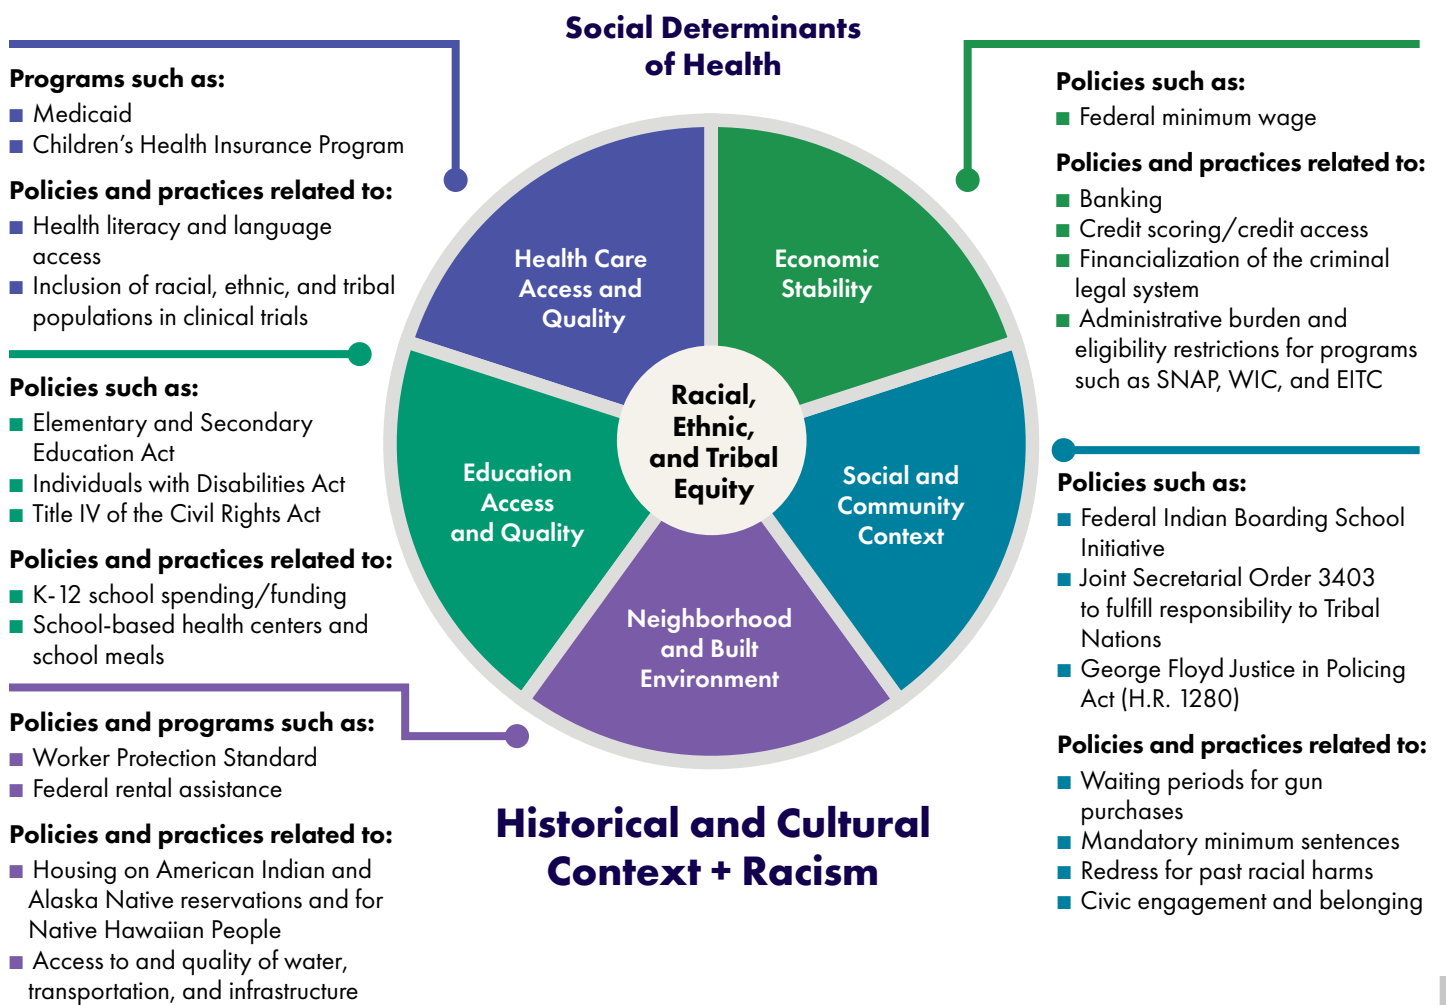 Social Determinants
of Health
Programs such as:
Medicaid
Children's Health Insurance Program
Policies and practices related to:
Health literacy and language
access
Inclusion of racial, ethnic, and tribal
populations in clinical trials
Policies such as:
Elementary and Secondary
Education Act
Individuals with Disabilities Act
Title IV of the Civil Rights Act
Policies and practices related to:
K-12 school spending/funding
School-based health centers and
school meals
Policies and programs such as:
Worker Protection Standard
Federal rental assistance
Policies and practices related to:
Housing on American Indian and
Alaska Native reservations and for
Native Hawaiian People
Access to and quality of water,
transportation, and infrastructure
Health Care
Access and
Quality
Economic
Stability
Racial,
Ethnic,
and Tribal
Equity
Education
Access
and Quality
Social and
Community
Context
Neighborhood
and Built
Environment
Historical and Cultural
Context + Racism
Policies such as:
Federal minimum wage
Policies and practices related to:
Banking
Credit scoring/credit access
Financialization of the criminal
legal system
Administrative burden and
eligibility restrictions for programs
such as SNAP, WIC, and EITC
Policies such as:
Federal Indian Boarding School
Initiative
Joint Secretarial Order 3403
to fulfill responsibility to Tribal
Nations
George Floyd Justice in Policing
Act (H.R. 1280)
Policies and practices related to:
Waiting periods for gun
purchases
Mandatory minimum sentences
Redress for past racial harms
Civic engagement and belonging